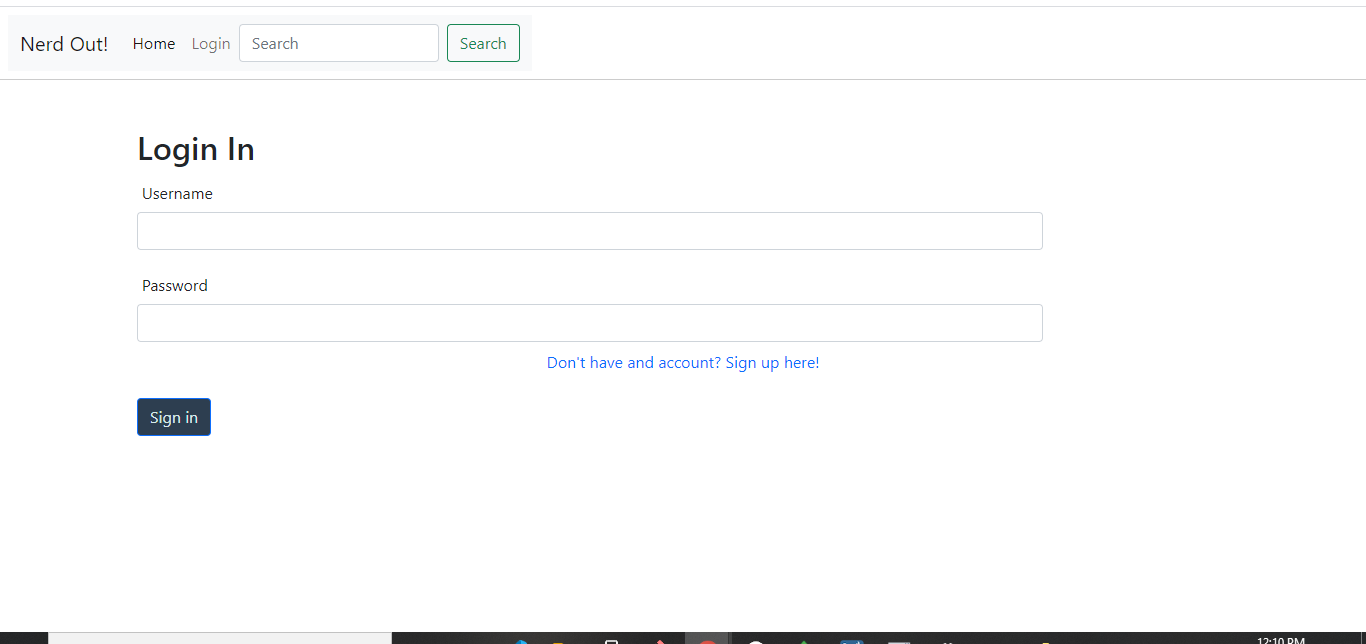 Nerd Out! Home Login Search Search
Login In
Username
Password
Don't have and account? Sign up here!
Sign in
12:10 PM